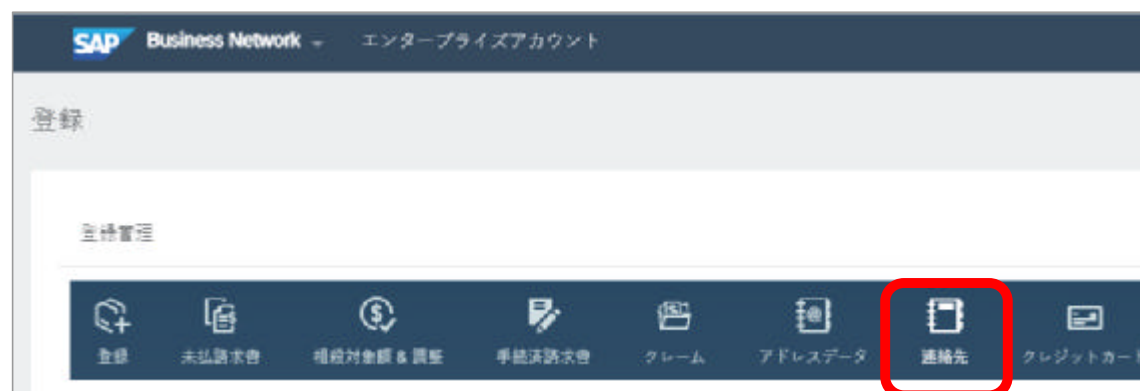 SAP Business Network エンタープライズアカウント
登録
登録管理
登録 未払請求書 相殺対象額 & 調整 手続済請求書 クレーム アドレスデータ 連絡先 クレジットカード